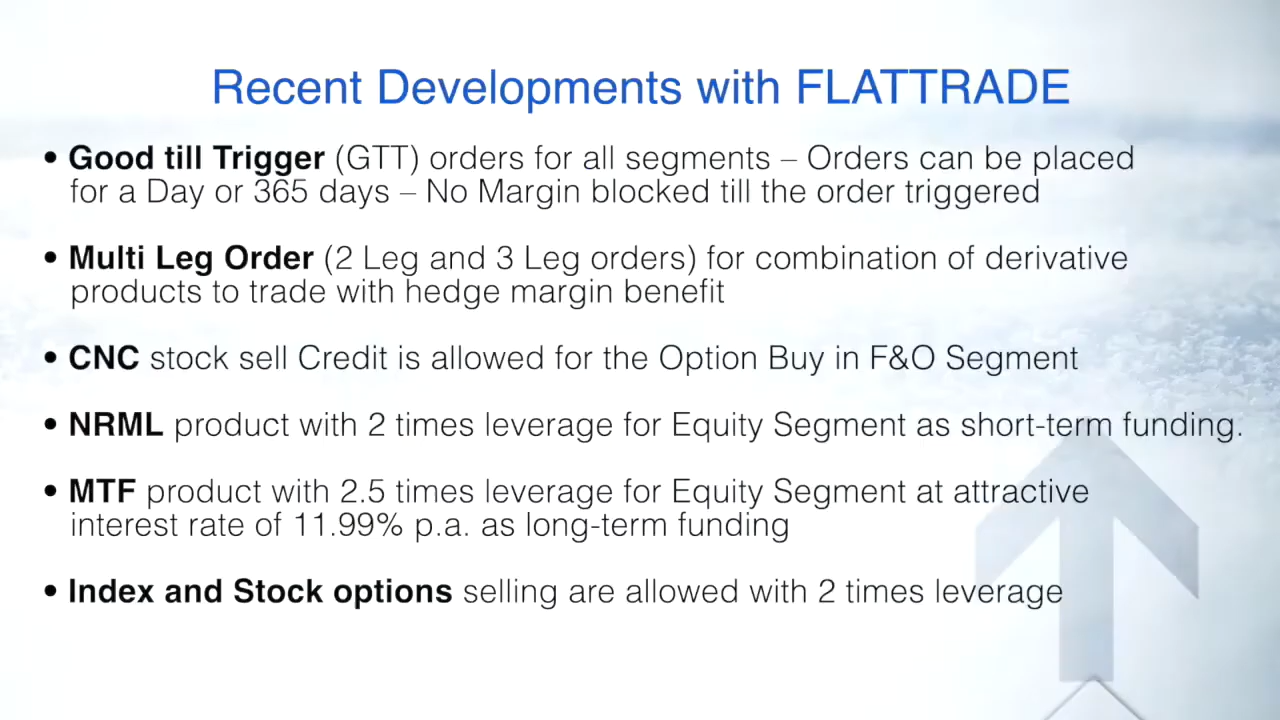 Recent Developments with FLATTRADE
• Good till Trigger (GTT) orders for all segments – Orders can be placed
for a Day or 365 days – No Margin blocked till the order triggered
• Multi Leg Order (2 Leg and 3 Leg orders) for combination of derivative
products to trade with hedge margin benefit
• CNC stock sell Credit is allowed for the Option Buy in F&O Segment
• NRML product with 2 times leverage for Equity Segment as short-term funding.
• MTF product with 2.5 times leverage for Equity Segment at attractive
interest rate of 11.99% p.a. as long-term funding
• Index and Stock options selling are allowed with 2 times leverage